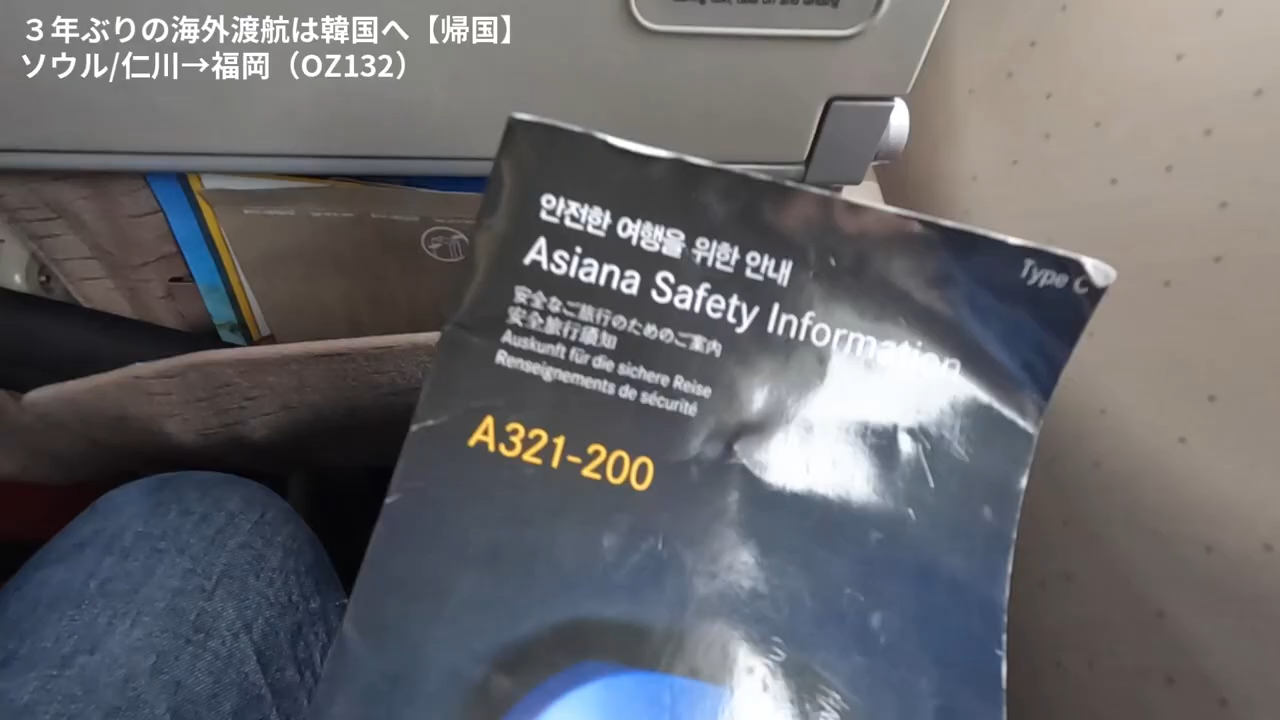 ３年ぶりの海外渡航は韓国へ【帰国】
ソウル/仁川→福岡（OZ132）
안전한 여행을 위한 안내
Asiana Safety Information
Type C
安全なご旅行のためのご案内
安全旅行須知
Auskunft für die sichere Reise
Renseignements de sécurité
A321-200